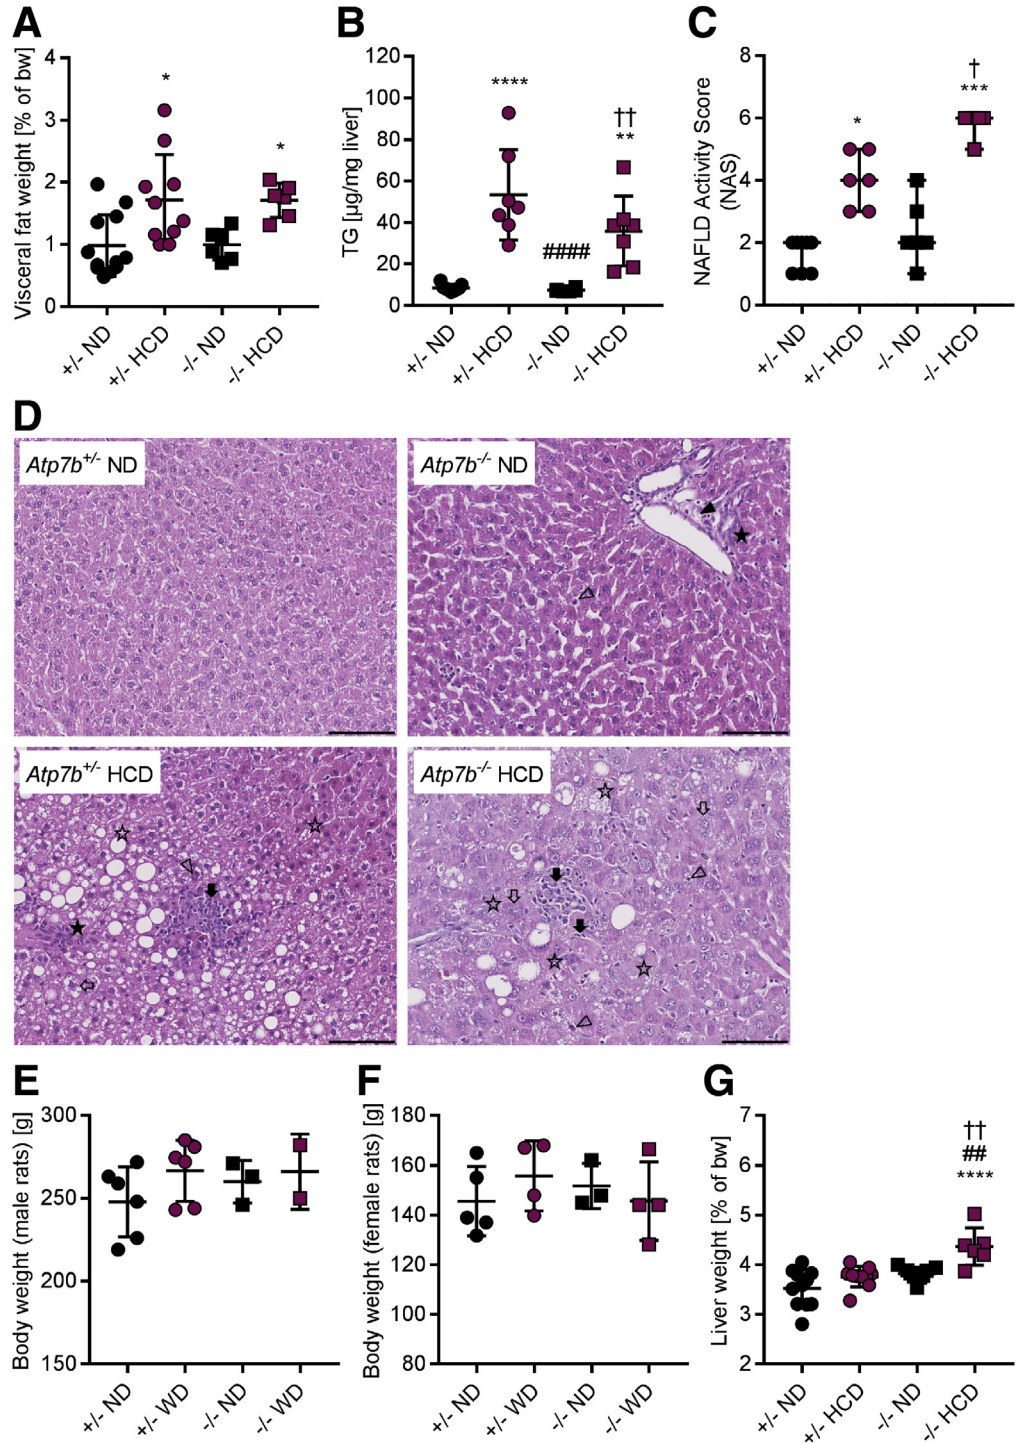 A
Visceral fat weight [% of bw]
4
3
2
1
0
*
*
+/- ND
+/- HCD
-/- ND
-/- HCD
B
TG [µg/mg liver]
120
100
80
60
40
20
0
****
####
††
**
+/- ND
+/- HCD
-/- ND
-/- HCD
C
NAFLD Activity Score
(NAS)
8
6
4
2
0
*
†
***
+/- ND
+/- HCD
-/- ND
-/- HCD
D
Atp7b+/- ND
Atp7b-/- ND
Atp7b+/- HCD
Atp7b-/- HCD
E
Body weight (male rats) [g]
300
250
200
150
+/- ND
+/- WD
-/- ND
-/- WD
F
Body weight (female rats) [g]
180
160
140
120
100
80
+/- ND
+/- WD
-/- ND
-/- WD
G
Liver weight [% of bw]
7
6
5
4
3
2
††
##
****
+/- ND
+/- HCD
-/- ND
-/- HCD